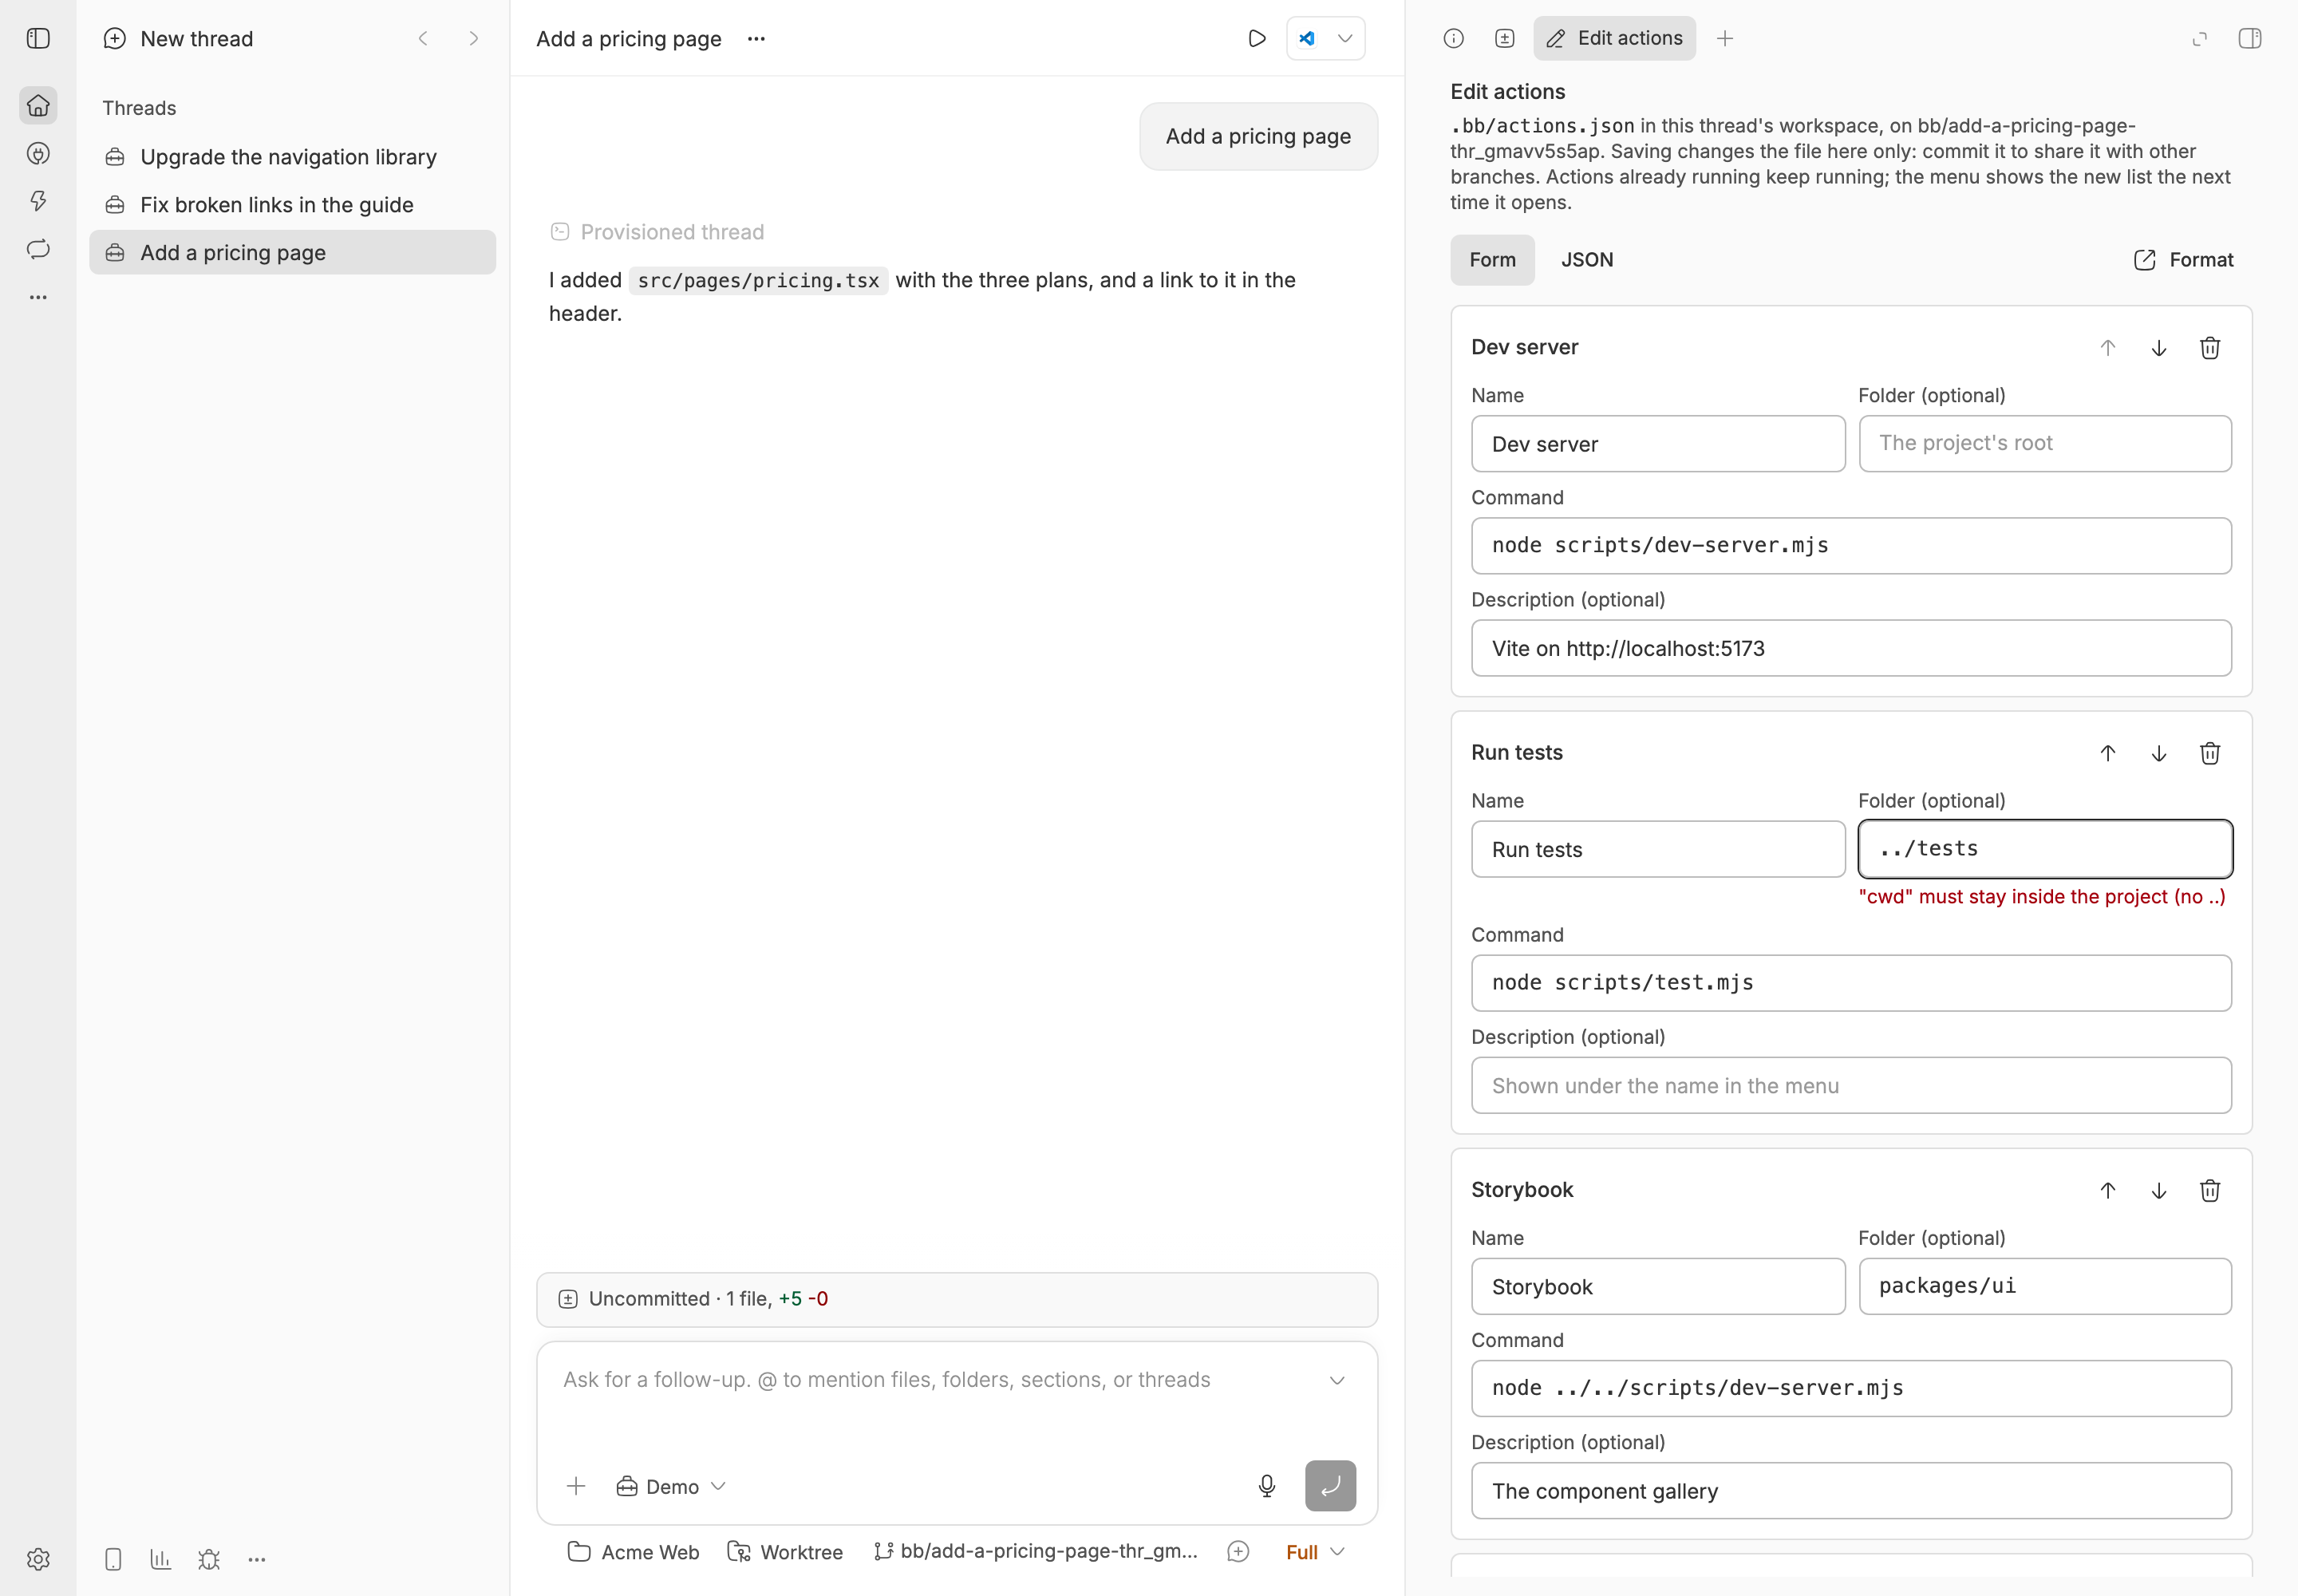 New thread
Threads
Upgrade the navigation library
Fix broken links in the guide
Add a pricing page
Add a pricing page
Add a pricing page
Provisioned thread
I added src/pages/pricing.tsx with the three plans, and a link to it in the
header.
Uncommitted · 1 file, +5 -0
Ask for a follow-up. @ to mention files, folders, sections, or threads
Demo
Acme Web
Worktree
bb/add-a-pricing-page-thr_gm...
Full
Edit actions
Edit actions
.bb/actions.json in this thread's workspace, on bb/add-a-pricing-page-
thr_gmavv5s5ap. Saving changes the file here only: commit it to share it with other
branches. Actions already running keep running; the menu shows the new list the next
time it opens.
Form
JSON
Format
Dev server
Name
Folder (optional)
Dev server
The project's root
Command
node scripts/dev-server.mjs
Description (optional)
Vite on http://localhost:5173
Run tests
Name
Folder (optional)
Run tests
../tests
"cwd" must stay inside the project (no ..)
Command
node scripts/test.mjs
Description (optional)
Shown under the name in the menu
Storybook
Name
Folder (optional)
Storybook
packages/ui
Command
node ../../scripts/dev-server.mjs
Description (optional)
The component gallery